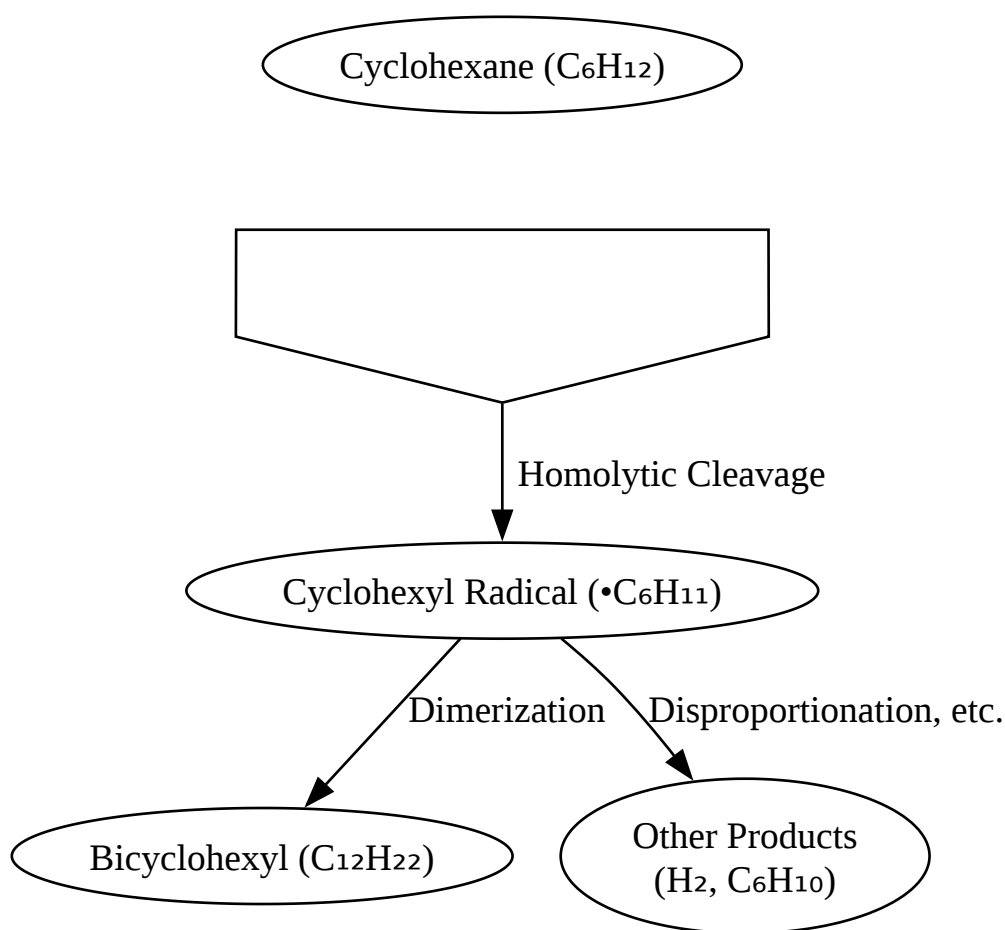 Cyclohexane (C₆H₁₂)
Homolytic Cleavage
Cyclohexyl Radical (•C₆H₁₁)
Dimerization
Disproportionation, etc.
Bicyclohexyl (C₁₂H₂₂)
Other Products
(H₂, C₆H₁₀)